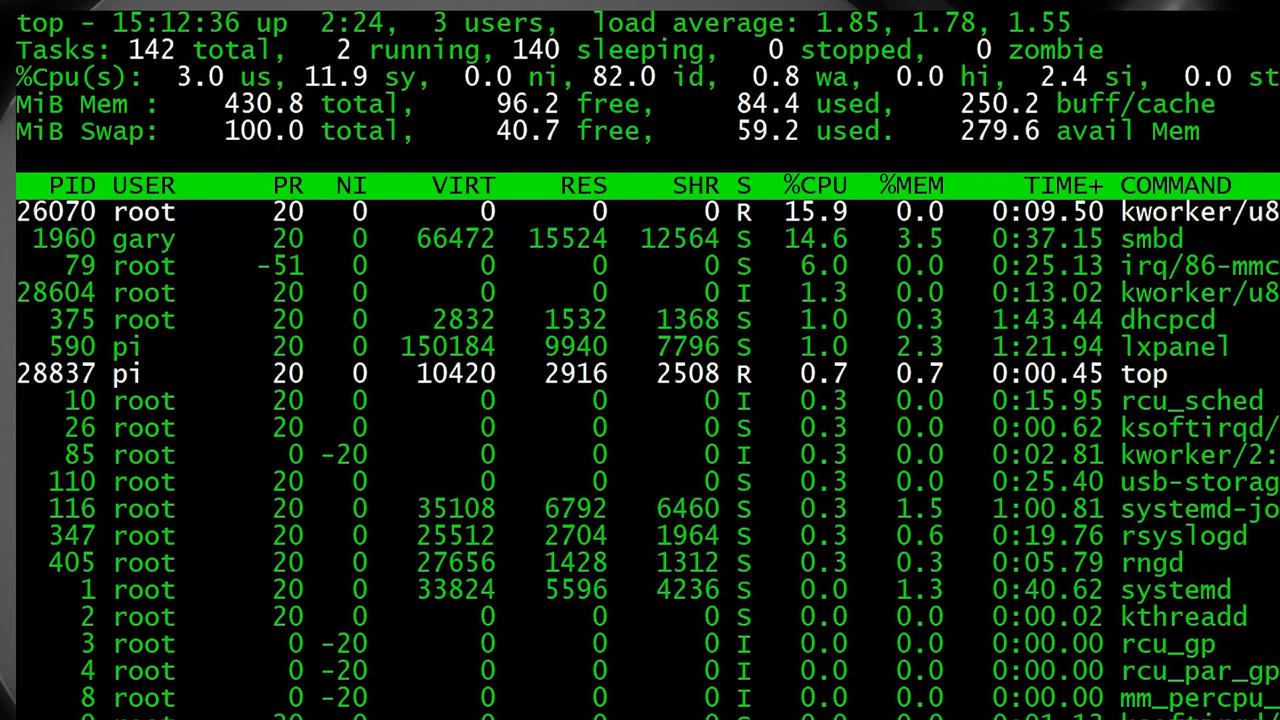 top - 15:12:36 up  2:24,  3 users,  load average: 1.85, 1.78, 1.55
Tasks: 142 total,   2 running, 140 sleeping,   0 stopped,   0 zombie
%Cpu(s):  3.0 us, 11.9 sy,  0.0 ni, 82.0 id,  0.8 wa,  0.0 hi,  2.4 si,  0.0 st
MiB Mem :    430.8 total,     96.2 free,     84.4 used,    250.2 buff/cache
MiB Swap:    100.0 total,     40.7 free,     59.2 used.    279.6 avail Mem
PID USER PR NI VIRT RES SHR S %CPU %MEM TIME+ COMMAND
26070 root 20 0 0 0 0 R 15.9 0.0 0:09.50 kworker/u8
1960 gary 20 0 66472 15524 12564 S 14.6 3.5 0:37.15 smbd
79 root -51 0 0 0 0 S 6.0 0.0 0:25.13 irq/86-mmc
28604 root 20 0 0 0 0 I 1.3 0.0 0:13.02 kworker/u8
375 root 20 0 2832 1532 1368 S 1.0 0.3 1:43.44 dhcpcd
590 pi 20 0 150184 9940 7796 S 1.0 2.3 1:21.94 lxpanel
28837 pi 20 0 10420 2916 2508 R 0.7 0.7 0:00.45 top
10 root 20 0 0 0 0 I 0.3 0.0 0:15.95 rcu_sched
26 root 20 0 0 0 0 S 0.3 0.0 0:00.62 ksoftirqd/
85 root 0 -20 0 0 0 I 0.3 0.0 0:02.81 kworker/2:
110 root 20 0 0 0 0 S 0.3 0.0 0:25.40 usb-storag
116 root 20 0 35108 6792 6460 S 0.3 1.5 1:00.81 systemd-jo
347 root 20 0 25512 2704 1964 S 0.3 0.6 0:19.76 rsyslogd
405 root 20 0 27656 1428 1312 S 0.3 0.3 0:05.79 rngd
1 root 20 0 33824 5596 4236 S 0.0 1.3 0:40.62 systemd
2 root 20 0 0 0 0 S 0.0 0.0 0:00.02 kthreadd
3 root 0 -20 0 0 0 I 0.0 0.0 0:00.00 rcu_gp
4 root 0 -20 0 0 0 I 0.0 0.0 0:00.00 rcu_par_gp
8 root 0 -20 0 0 0 I 0.0 0.0 0:00.00 mm_percpu_